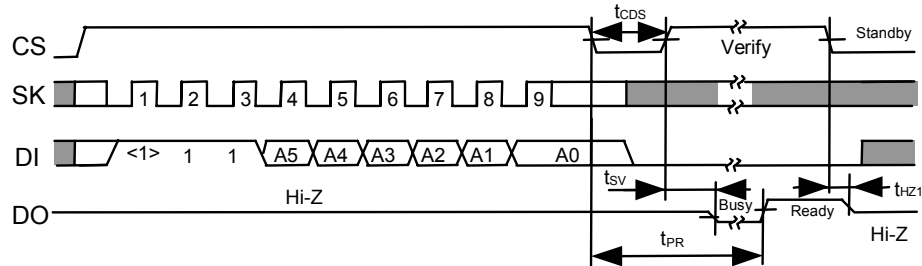 tCDS
CS Verify Standby
SK 1 2 3 4 5 6 7 8 9
DI <1> 1 1 A5 A4 A3 A2 A1 A0
tSV tHZ1
Hi-Z Busy Ready
DO
tPR Hi-Z